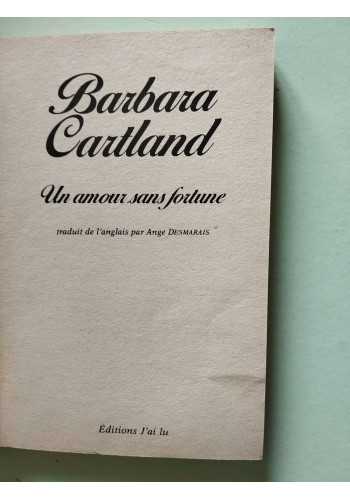 Barbara
Cartland
Un amour sans fortune
traduit de l'anglais par Ange DESMARAIS
Éditions J'ai lu